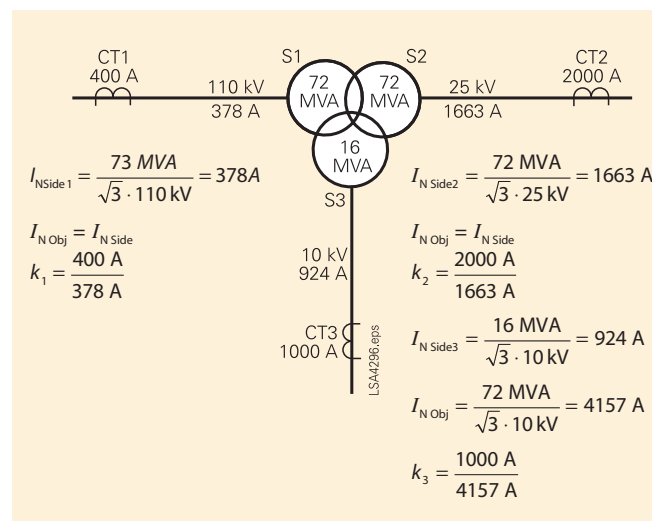 CT1
400 A
110 kV
378 A
S1
72
MVA
S2
72
MVA
16
MVA
S3
25 kV
1663 A
CT2
2000 A
I_NSide1 = 73 MVA / √3 · 110 kV = 378A
I_N Obj = I_N Side
k_1 = 400 A / 378 A
10 kV
924 A
CT3
1000 A
LSA4296.eps
I_N Side2 = 72 MVA / √3 · 25 kV = 1663 A
I_N Obj = I_N Side
k_2 = 2000 A / 1663 A
I_N Side3 = 16 MVA / √3 · 10 kV = 924 A
I_N Obj = 72 MVA / √3 · 10 kV = 4157 A
k_3 = 1000 A / 4157 A